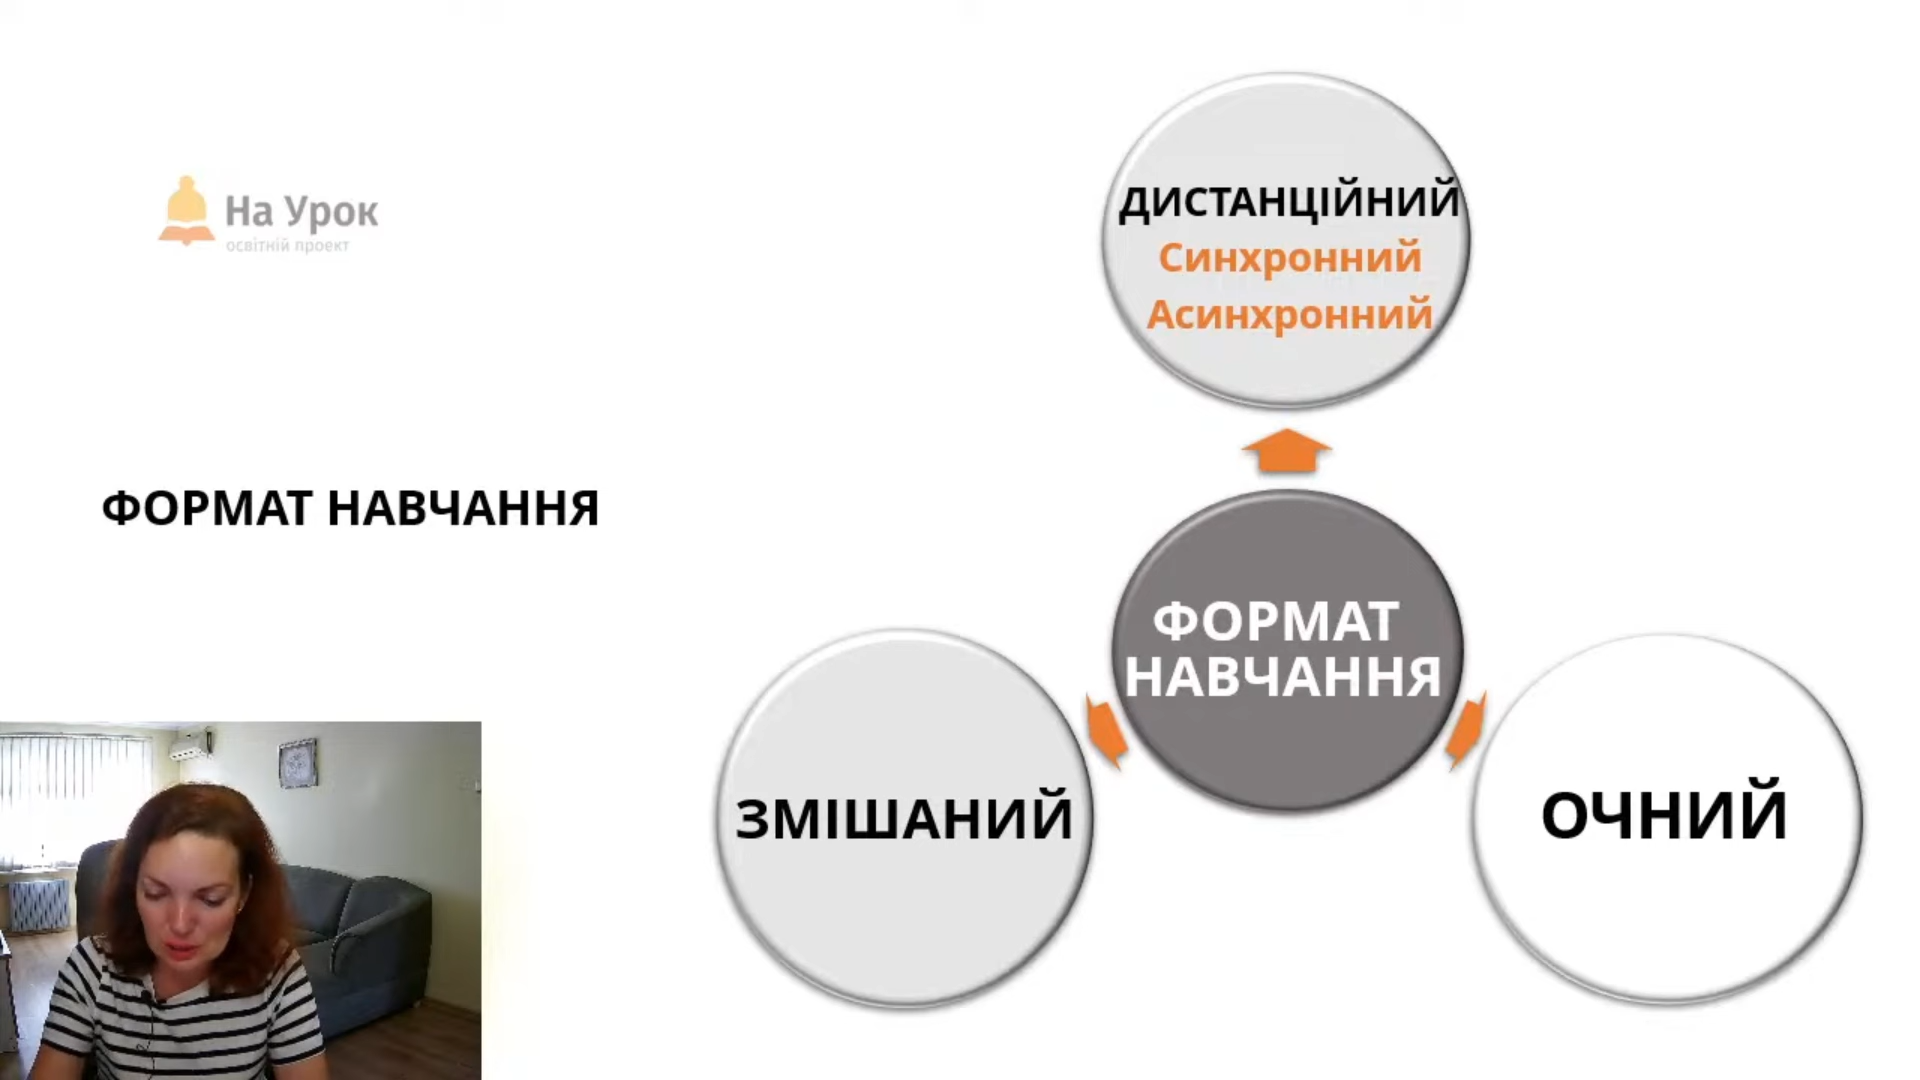 На Урок
освітній проект
ФОРМАТ НАВЧАННЯ
ДИСТАНЦІЙНИЙ
Синхронний
Асинхронний
ФОРМАТ
НАВЧАННЯ
ЗМІШАНИЙ
ОЧНИЙ